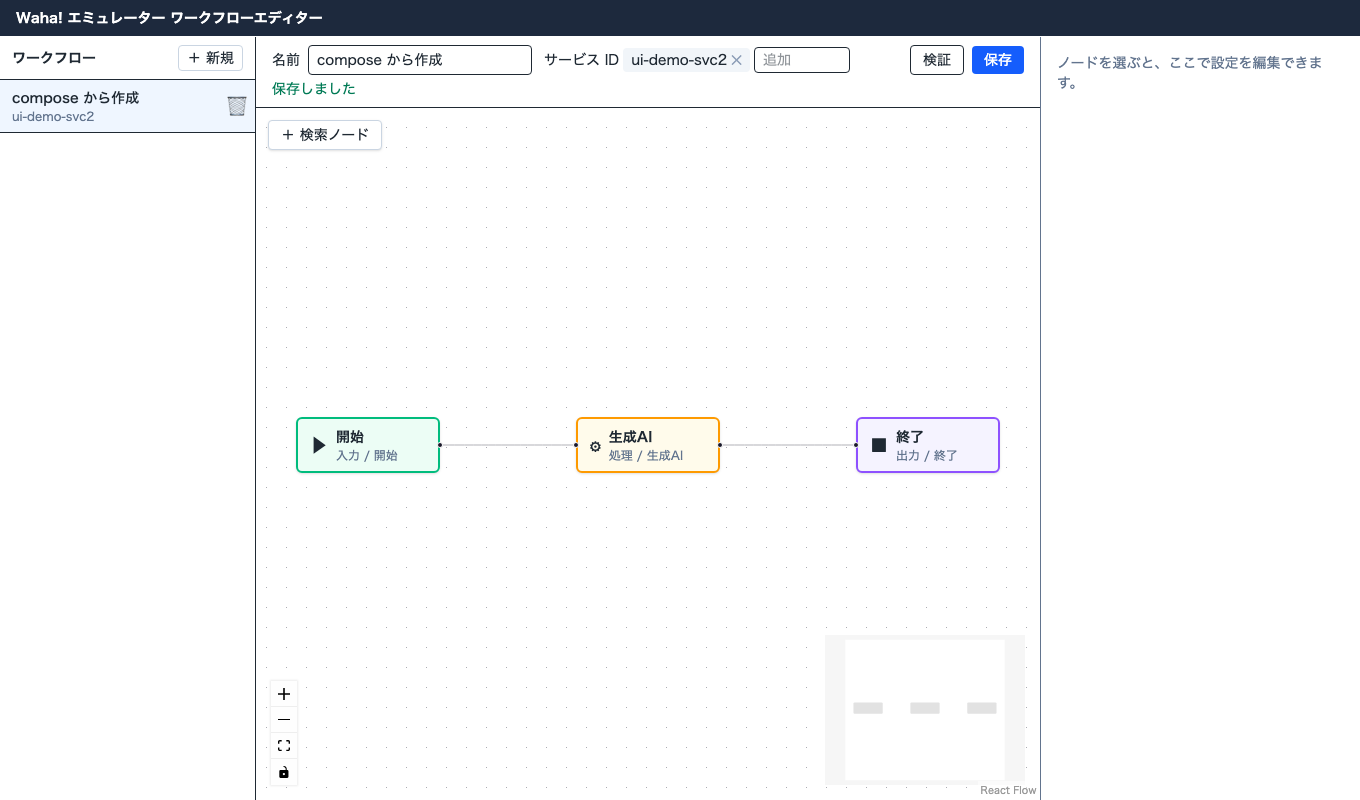 Waha! エミュレーター ワークフローエディター
ワークフロー
+ 新規
compose から作成
ui-demo-svc2
名前 compose から作成 サービス ID ui-demo-svc2 × 追加
検証 保存
保存しました
+ 検索ノード
開始
入力 / 開始
生成AI
処理 / 生成AI
終了
出力 / 終了
React Flow
ノードを選ぶと、ここで設定を編集できま
す。